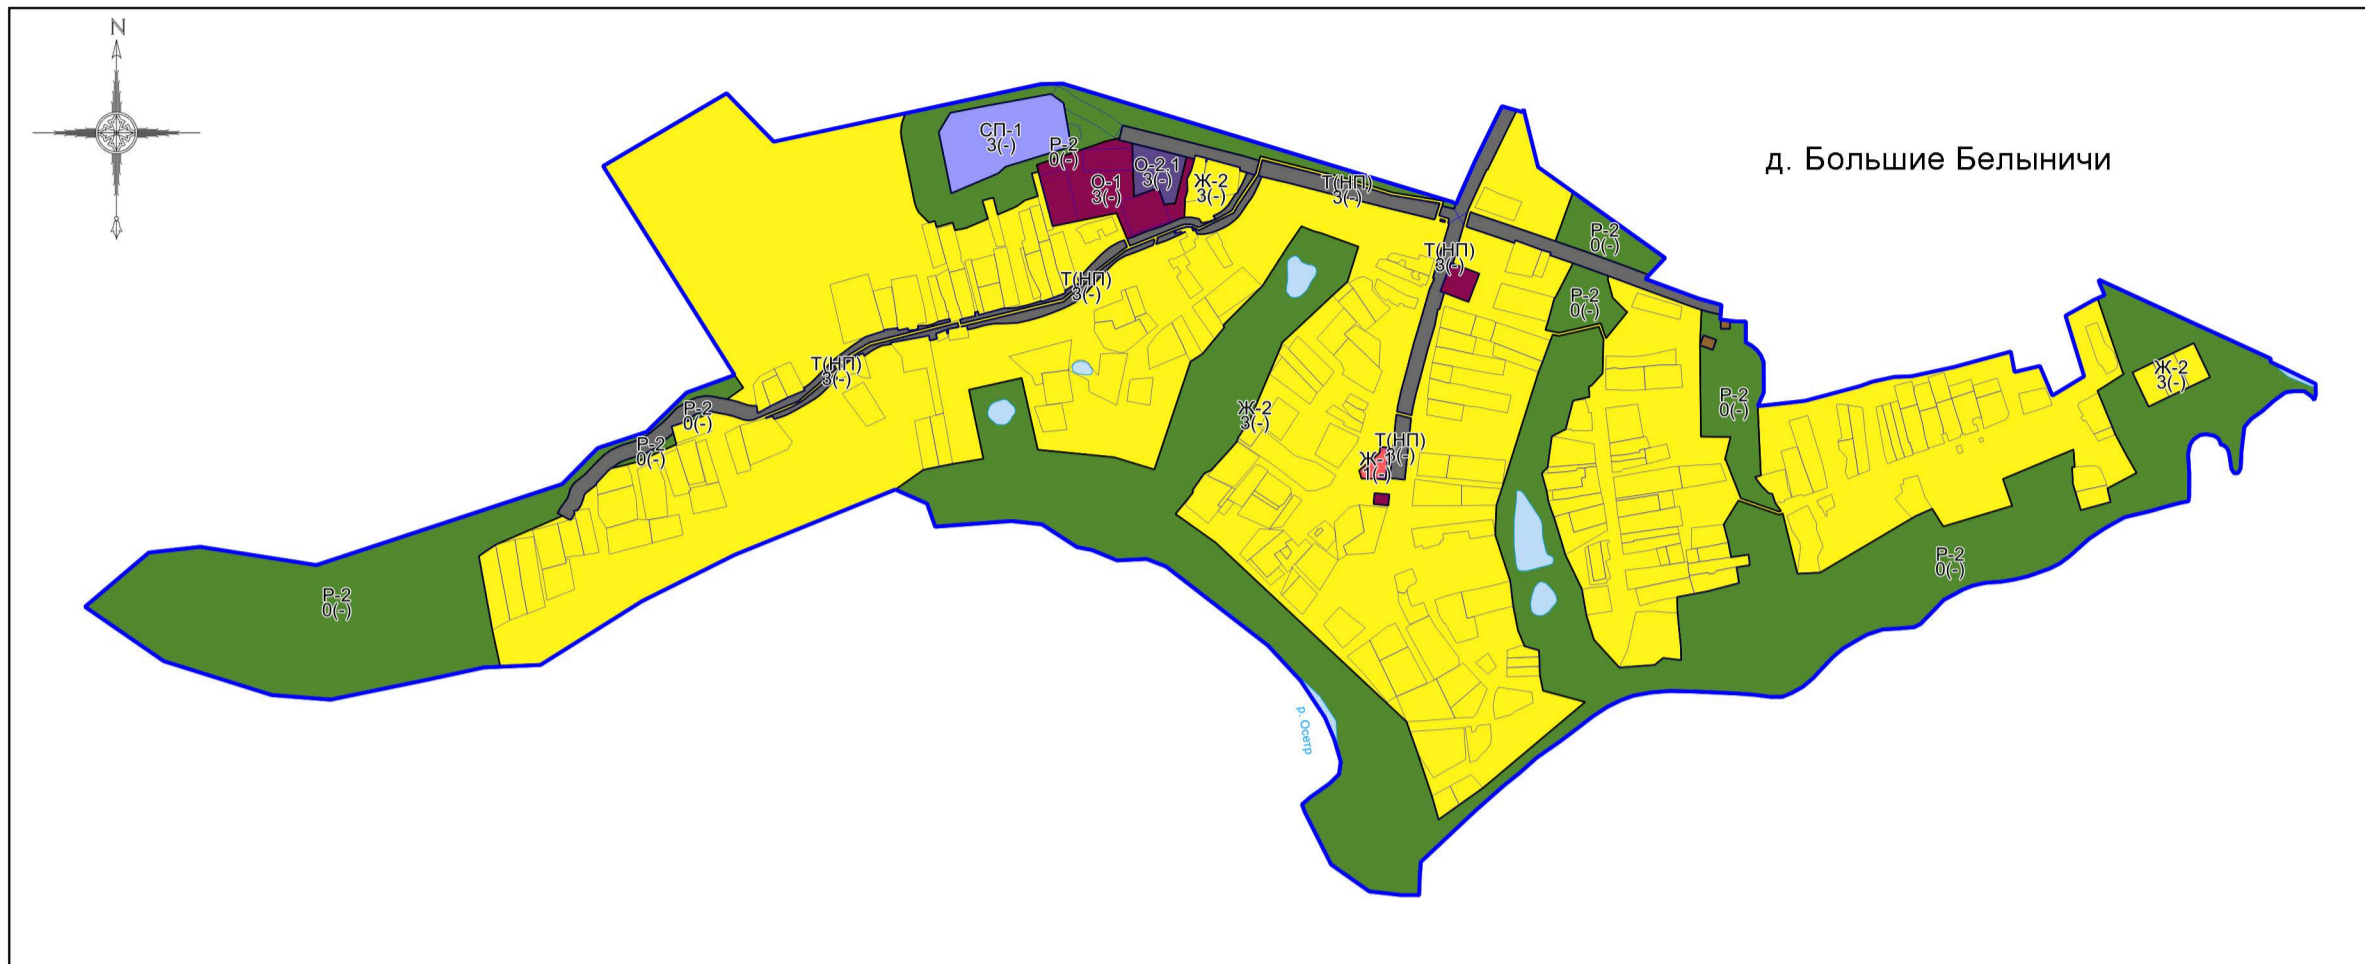 N
д. Большие Белыничи
СП-1
3(-)
Р-2
0(-)
О-2.1
3(-)
О-1
3(-)
Ж-2
3(-)
Т(НП)
3(-)
Р-2
0(-)
Т(НП)
3(-)
Т(НП)
3(-)
Р-2
0(-)
Т(НП)
3(-)
Ж-2
3(-)
Р-2
0(-)
Р-2
0(-)
Ж-2
3(-)
Р-2
0(-)
Т(НП)
3(-)
Ж-1
1(-)
Р-2
0(-)
Р-2
0(-)
р. Осетр